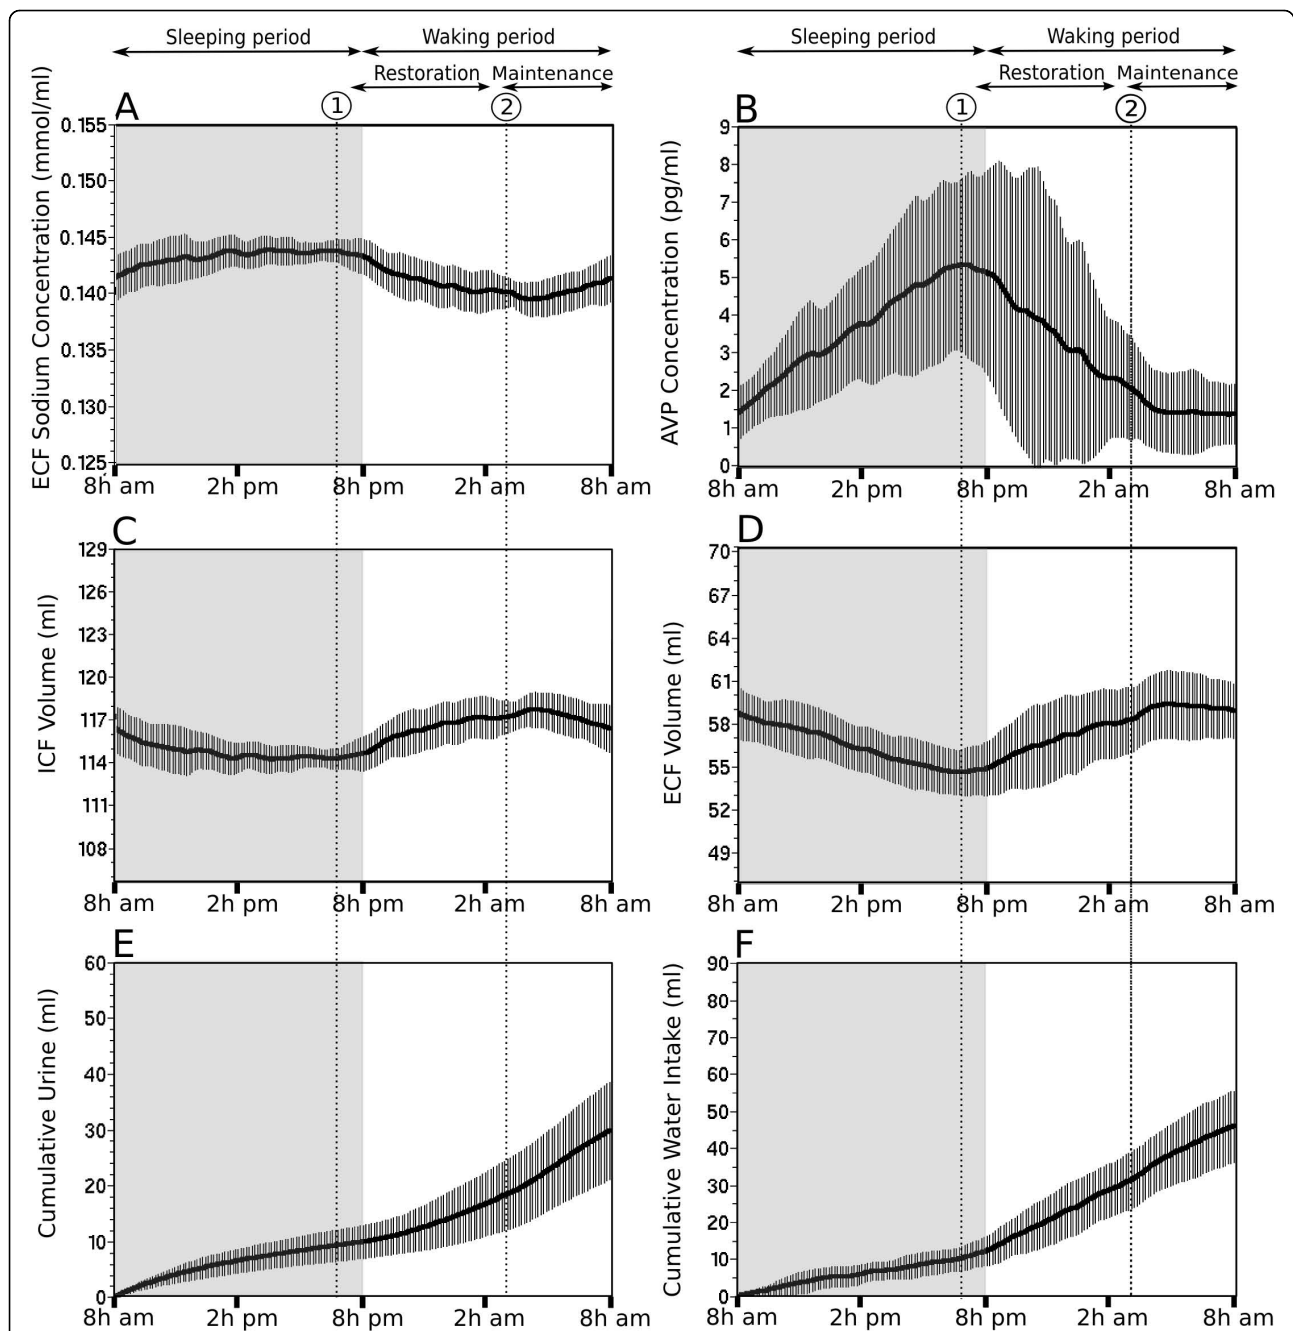 Sleeping period Waking period
Restoration Maintenance
A 1 2
ECF Sodium Concentration (mmol/ml)
0.155
0.150
0.145
0.140
0.135
0.130
0.125
8h am 2h pm 8h pm 2h am 8h am
Sleeping period Waking period
Restoration Maintenance
B 1 2
AVP Concentration (pg/ml)
9
8
7
6
5
4
3
2
1
0
8h am 2h pm 8h pm 2h am 8h am
C
ICF Volume (ml)
129
126
123
120
117
114
111
108
8h am 2h pm 8h pm 2h am 8h am
D
ECF Volume (ml)
70
67
64
61
58
55
52
49
8h am 2h pm 8h pm 2h am 8h am
E
Cumulative Urine (ml)
60
50
40
30
20
10
0
8h am 2h pm 8h pm 2h am 8h am
F
Cumulative Water Intake (ml)
90
80
70
60
50
40
30
20
10
0
8h am 2h pm 8h pm 2h am 8h am